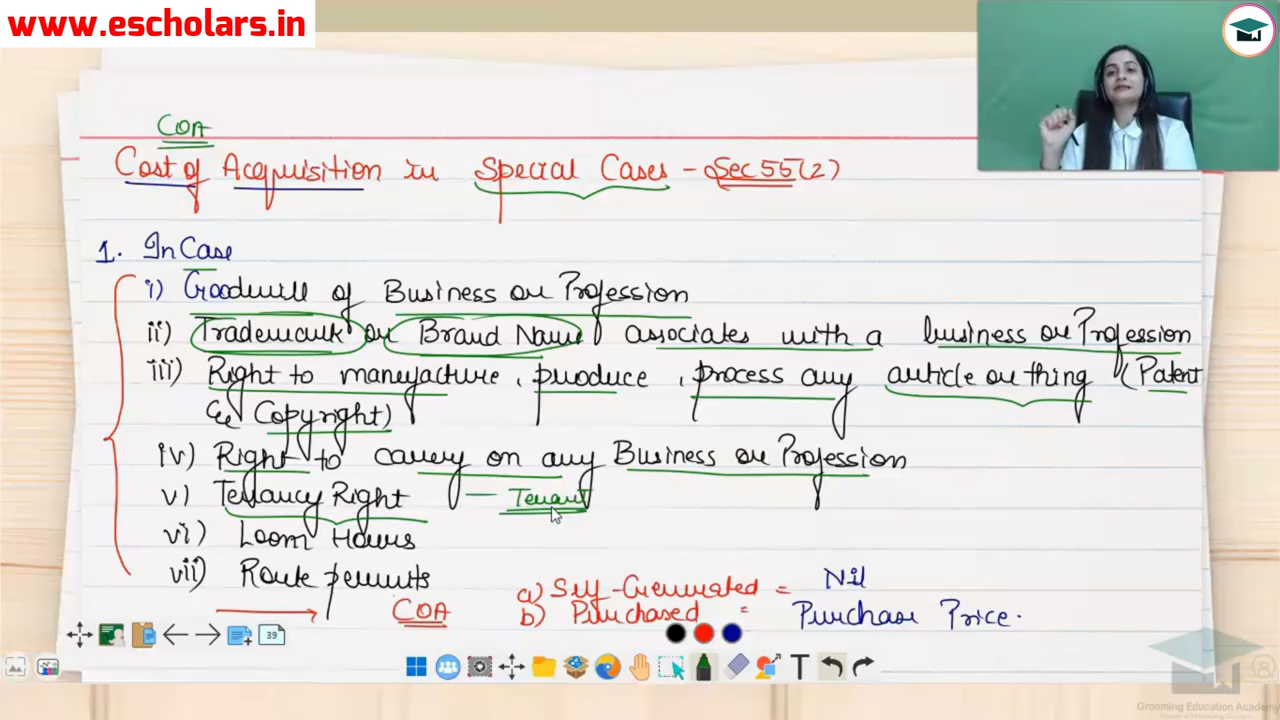 www.escholars.in
COA
Cost of Acquisition in Special Cases - Sec 55(2)
1. In Case
i) Goodwill of Business or Profession
ii) Trademark or Brand Name associates with a business or Profession
iii) Right to manufacture, produce, process any article or thing (Patent
& Copyright)
iv) Right to carry on any Business or Profession
v) Tenancy Right — Tenant
vi) Loom Hours
vii) Route permits
COA
a) Self-Generated = Nil
b) Purchased = Purchase Price.
39
T
Grooming Education Academy